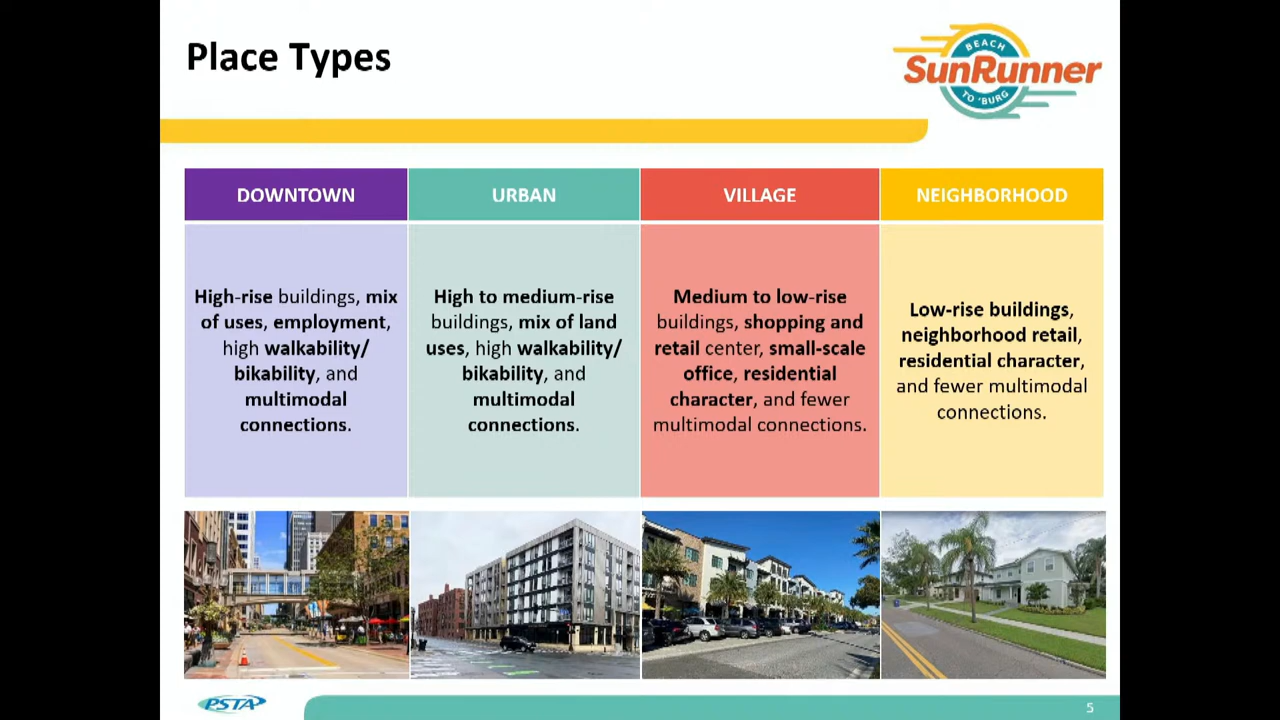 Place Types
BEACH
SunRunner
TO 'BURG
DOWNTOWN
High-rise buildings, mix
of uses, employment,
high walkability/
bikability, and
multimodal
connections.
URBAN
High to medium-rise
buildings, mix of land
uses, high walkability/
bikability, and
multimodal
connections.
VILLAGE
Medium to low-rise
buildings, shopping and
retail center, small-scale
office, residential
character, and fewer
multimodal connections.
NEIGHBORHOOD
Low-rise buildings,
neighborhood retail,
residential character,
and fewer multimodal
connections.
PSTA
5